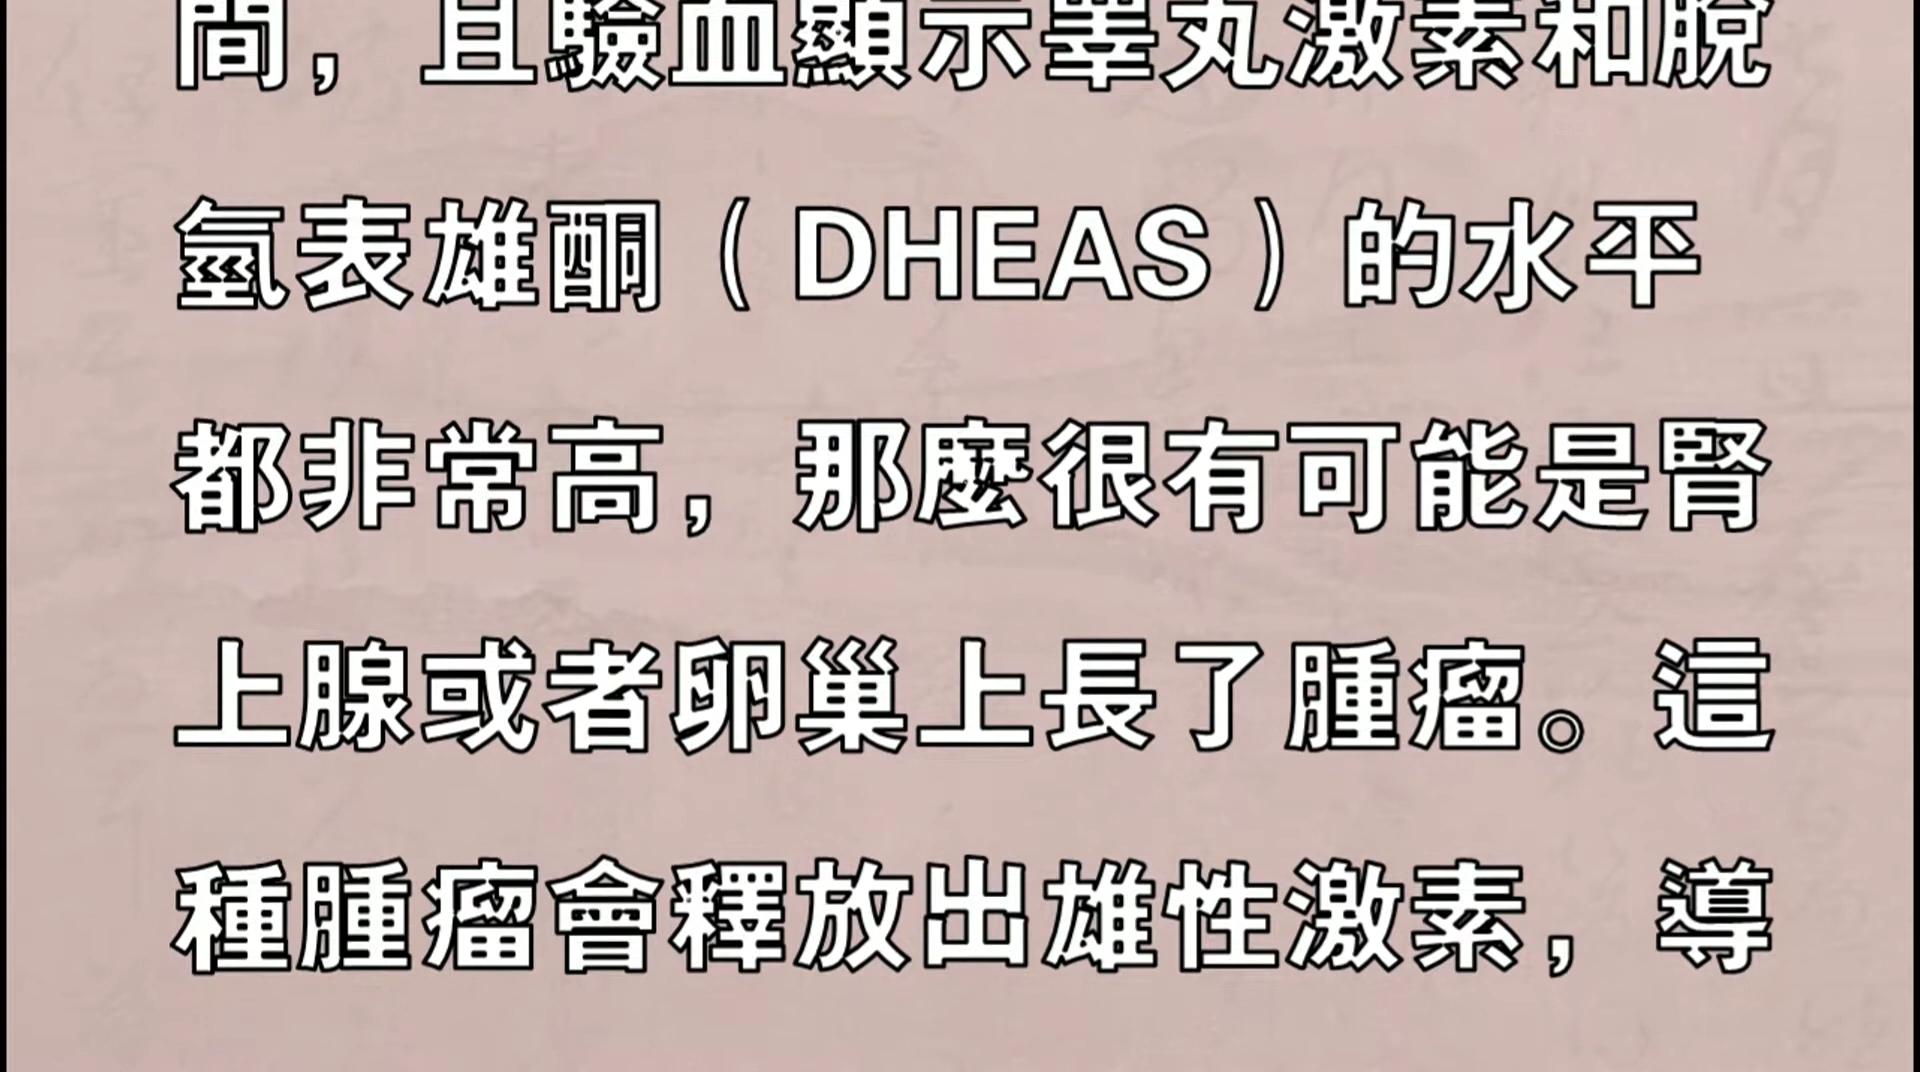 間，且驗血顯示睾丸激素和脫
氫表雄酮（DHEAS）的水平
都非常高，那麼很有可能是腎
上腺或者卵巢上長了腫瘤。這
種腫瘤會釋放出雄性激素，導